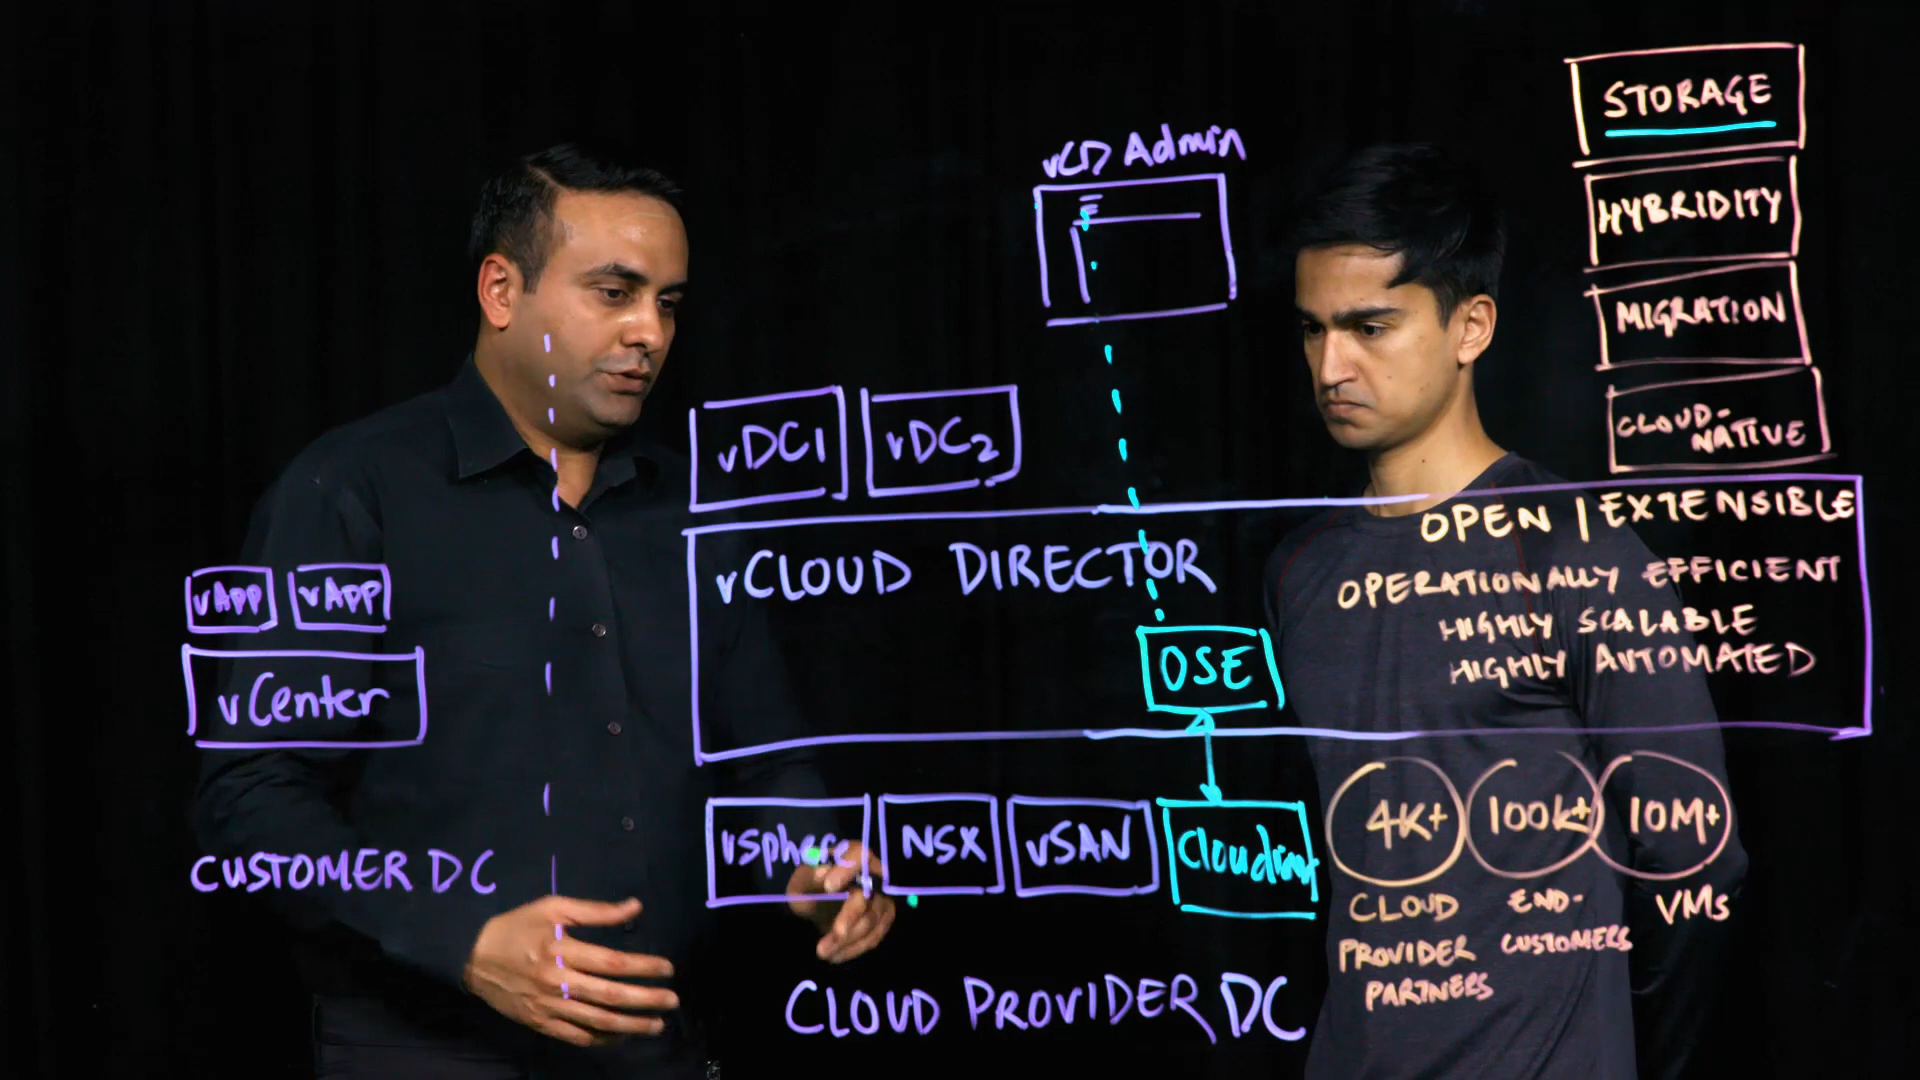 STORAGE
HYBRIDITY
MIGRATION
CLOUD-
NATIVE
vCD Admin
vDC1
vDC2
vCLOUD DIRECTOR
OSE
OPEN | EXTENSIBLE
OPERATIONALLY EFFICIENT
HIGHLY SCALABLE
HIGHLY AUTOMATED
vAPP
vAPP
vCenter
CUSTOMER DC
vsphere
NSX
vSAN
4K+
100K+
10M+
CLOUD
PROVIDER
PARTNERS
END-
CUSTOMERS
VMs
CLOUD PROVIDER DC